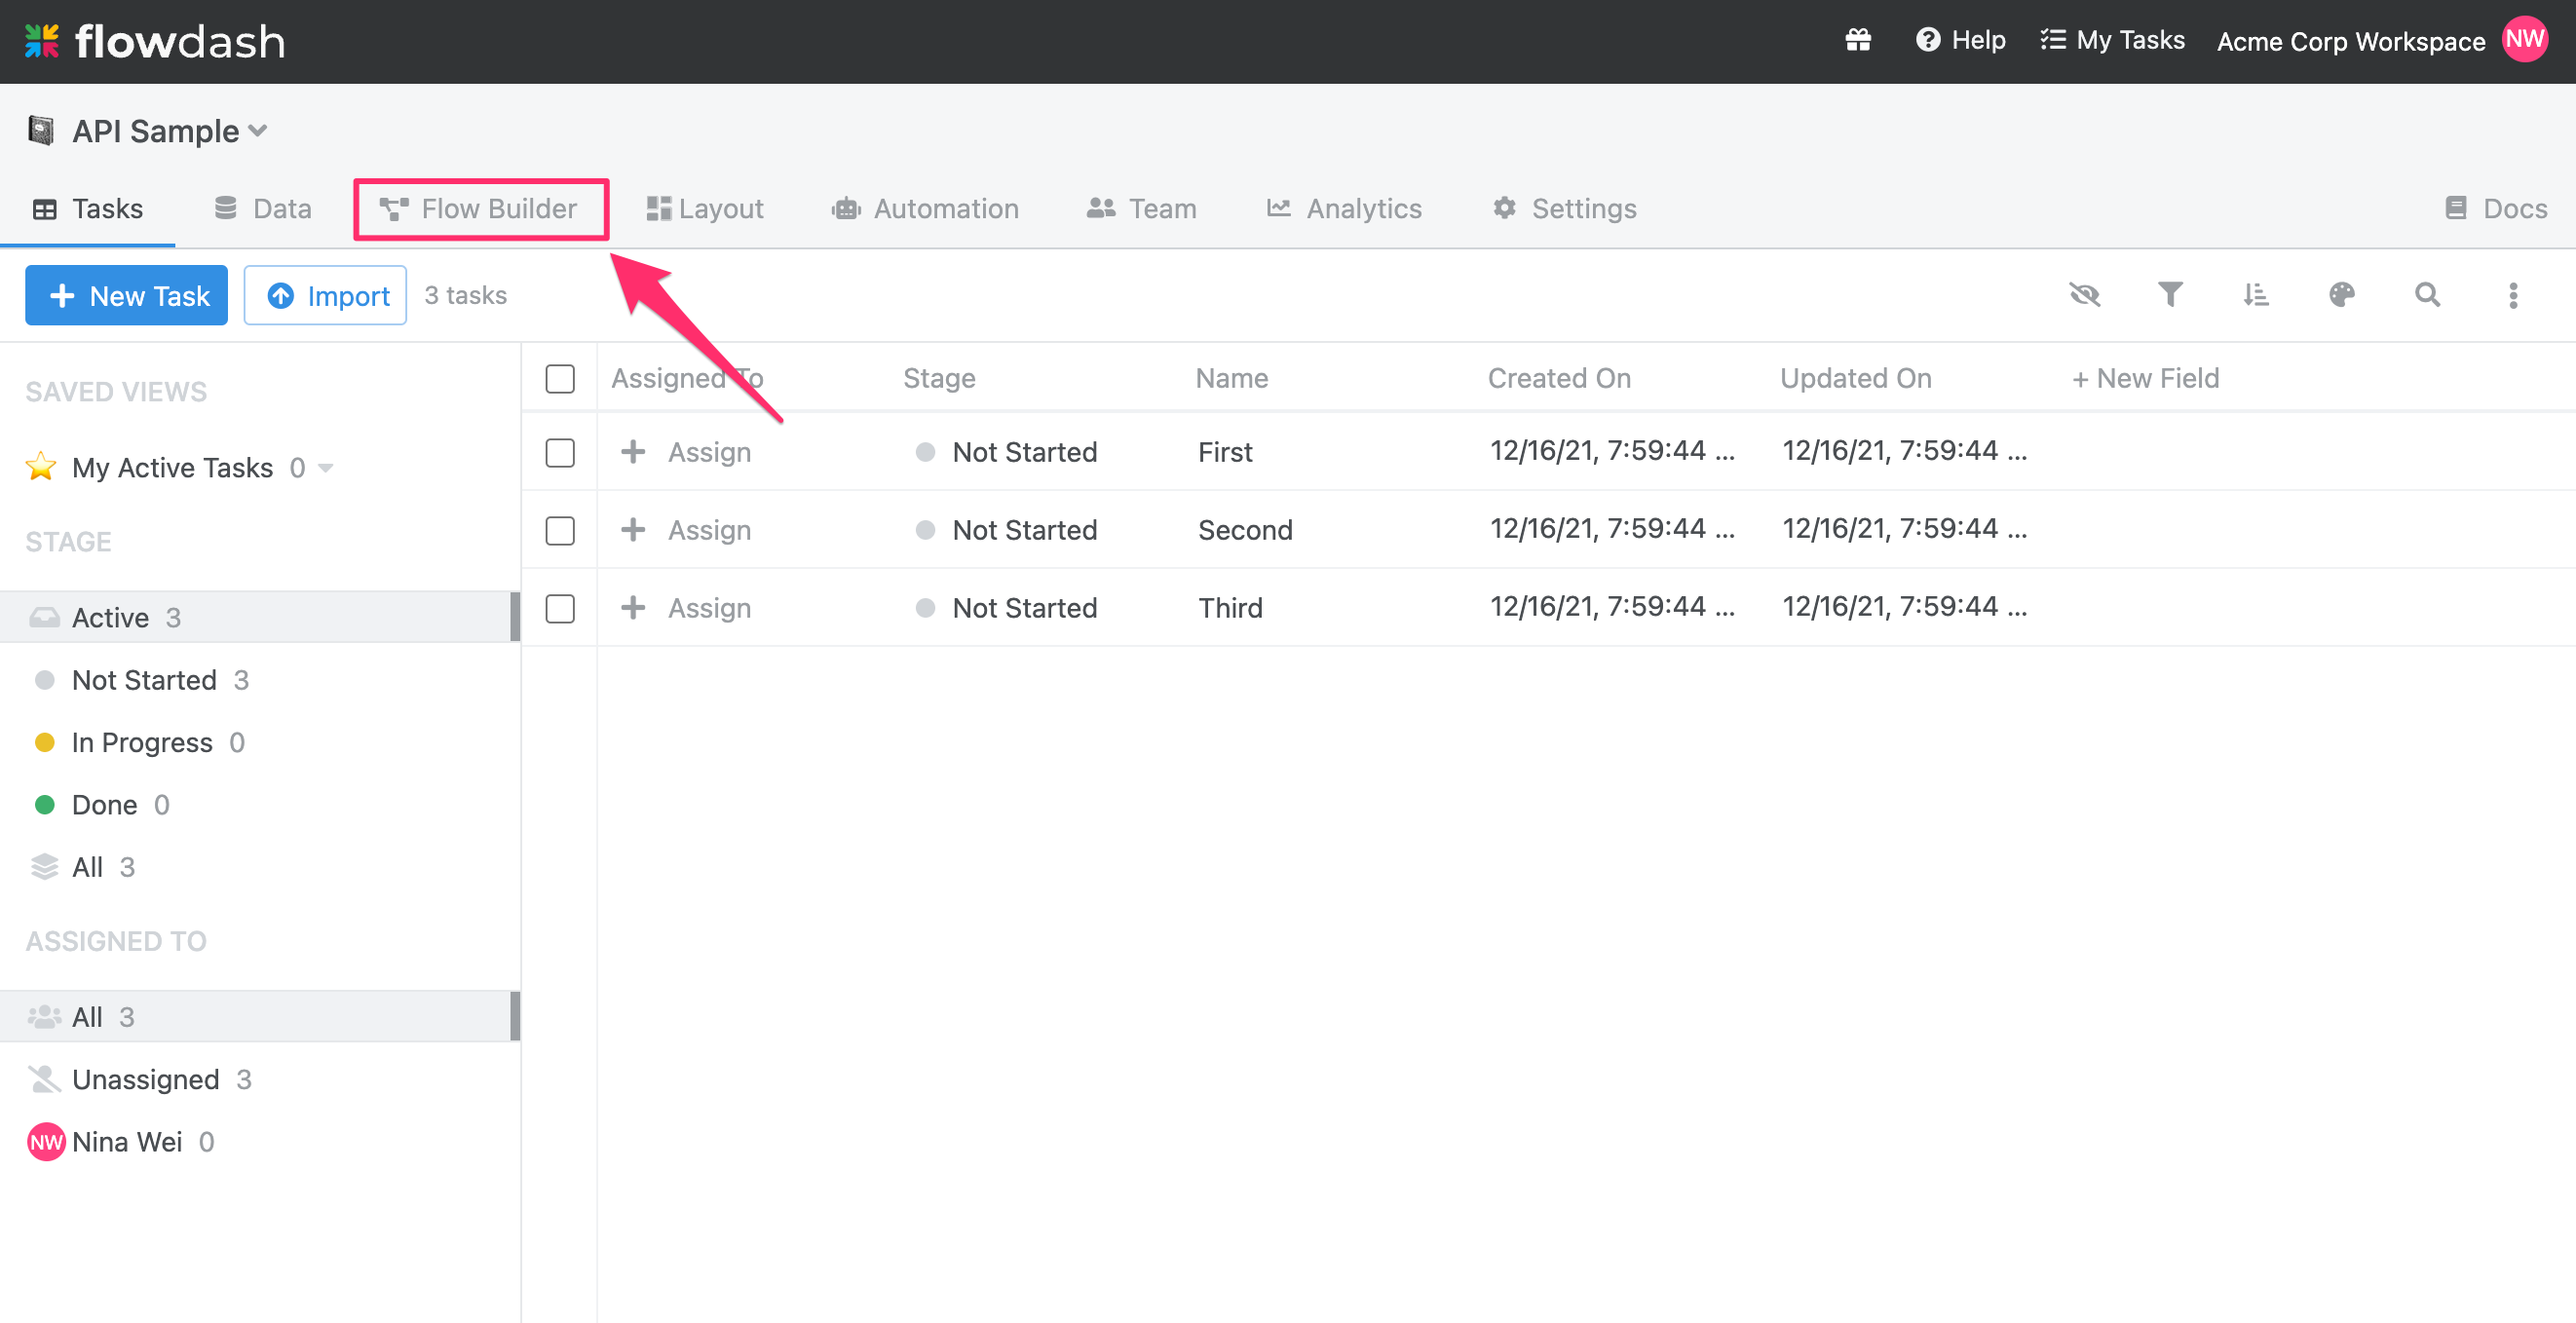 flowdash Help My Tasks Acme Corp Workspace NW
API Sample
Tasks Data Flow Builder Layout Automation Team Analytics Settings Docs
+ New Task Import 3 tasks
SAVED VIEWS
My Active Tasks 0
STAGE
Active 3
Not Started 3
In Progress 0
Done 0
All 3
ASSIGNED TO
All 3
Unassigned 3
NW Nina Wei 0
Assigned To Stage Name Created On Updated On + New Field
+ Assign Not Started First 12/16/21, 7:59:44 ... 12/16/21, 7:59:44 ...
+ Assign Not Started Second 12/16/21, 7:59:44 ... 12/16/21, 7:59:44 ...
+ Assign Not Started Third 12/16/21, 7:59:44 ... 12/16/21, 7:59:44 ...